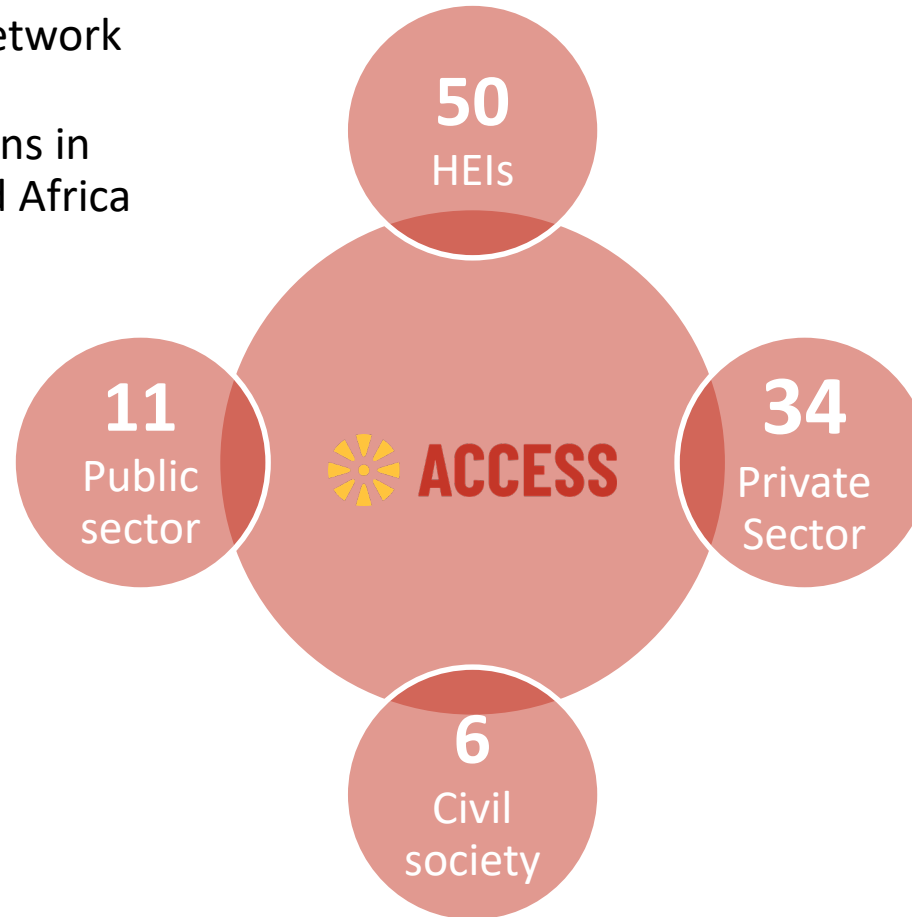 etwork
ns in
d Africa
50
HEIs
11
Public
sector
34
Private
Sector
ACCESS
6
Civil
society